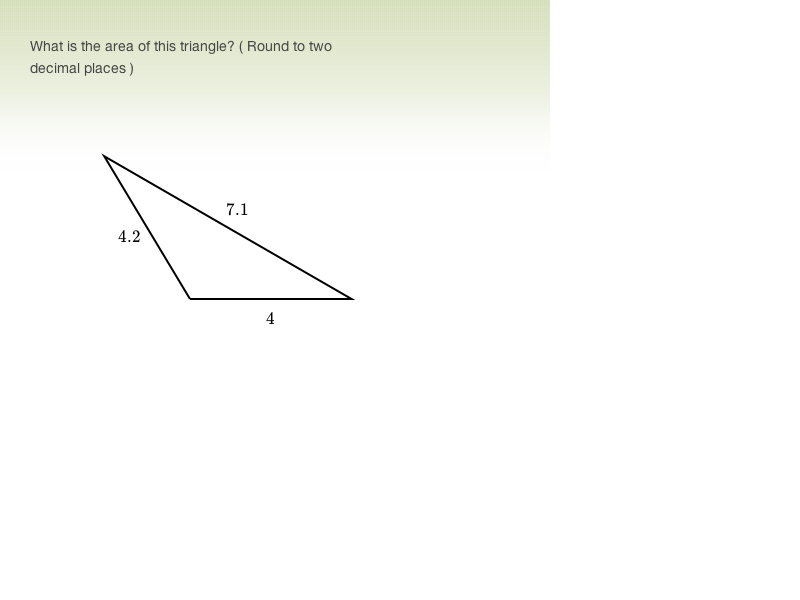 What is the area of this triangle? ( Round to two
decimal places )
7.1
4.2
4